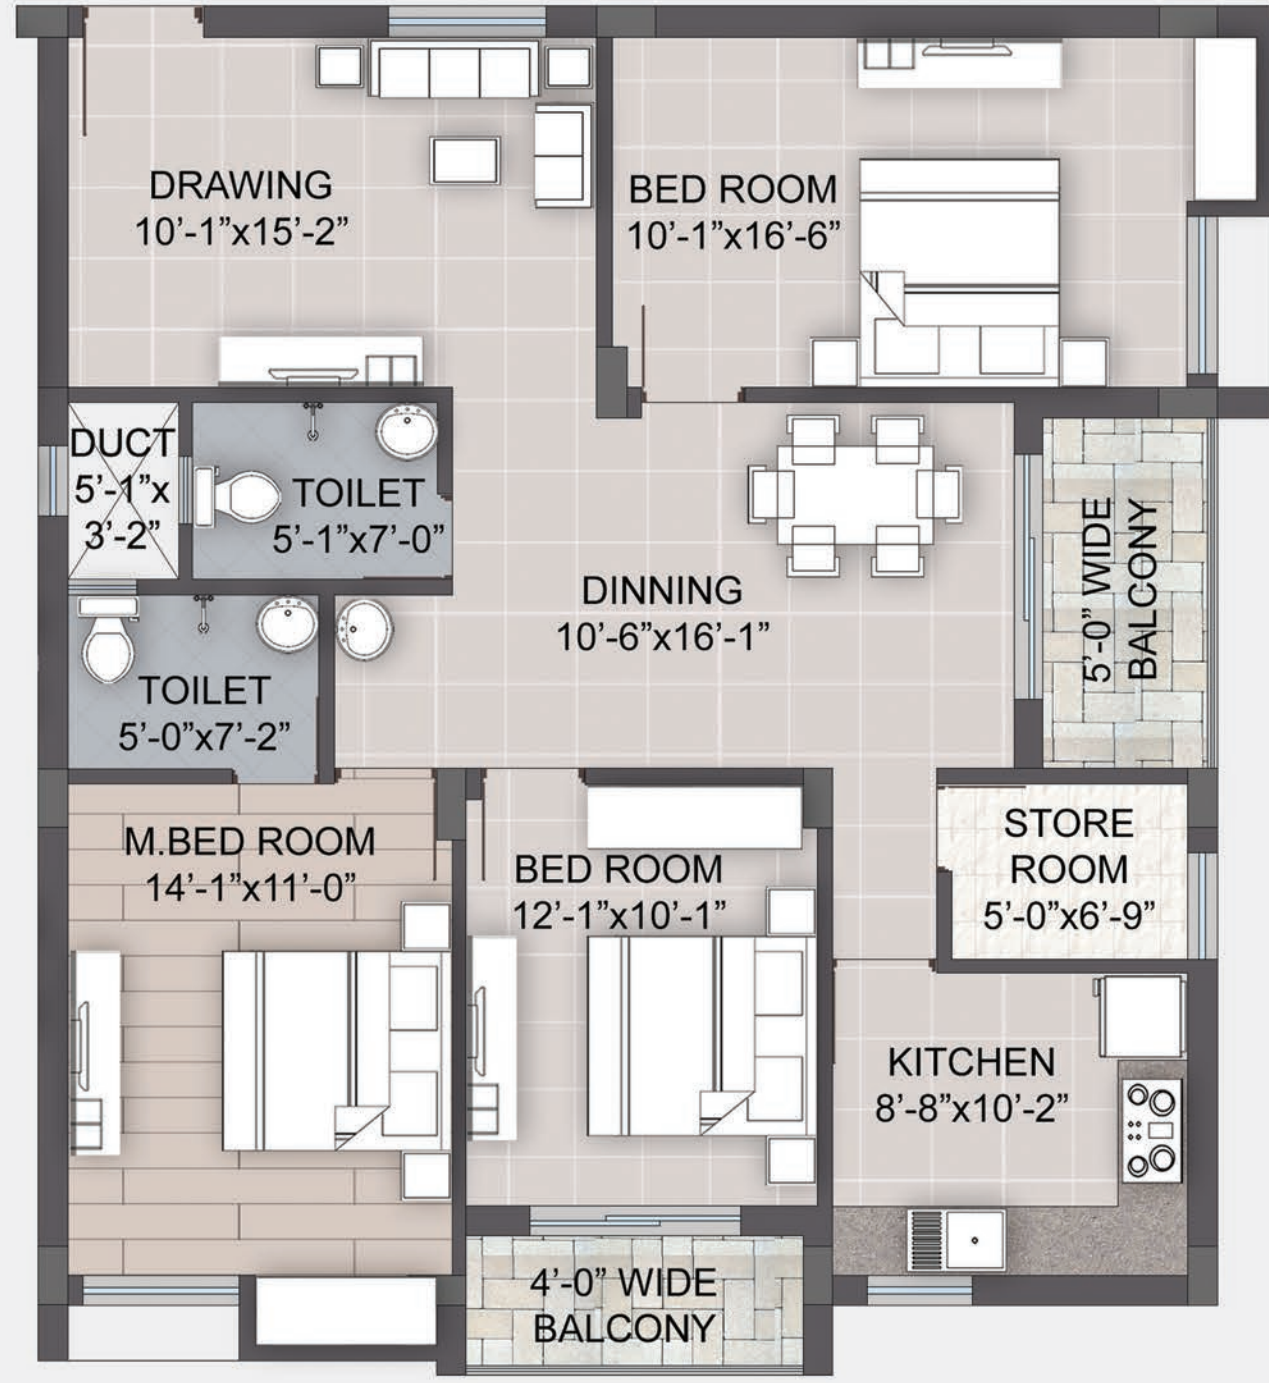 DRAWING
10’-1”x15’-2”
BED ROOM
10’-1”x16’-6”
DUCT
5’-1”x
3’-2”
TOILET
5’-1”x7’-0”
DINNING
10’-6”x16’-1”
5’-0” WIDE
BALCONY
TOILET
5’-0”x7’-2”
M.BED ROOM
14’-1”x11’-0”
BED ROOM
12’-1”x10’-1”
STORE
ROOM
5’-0”x6’-9”
KITCHEN
8’-8”x10’-2”
4’-0” WIDE
BALCONY